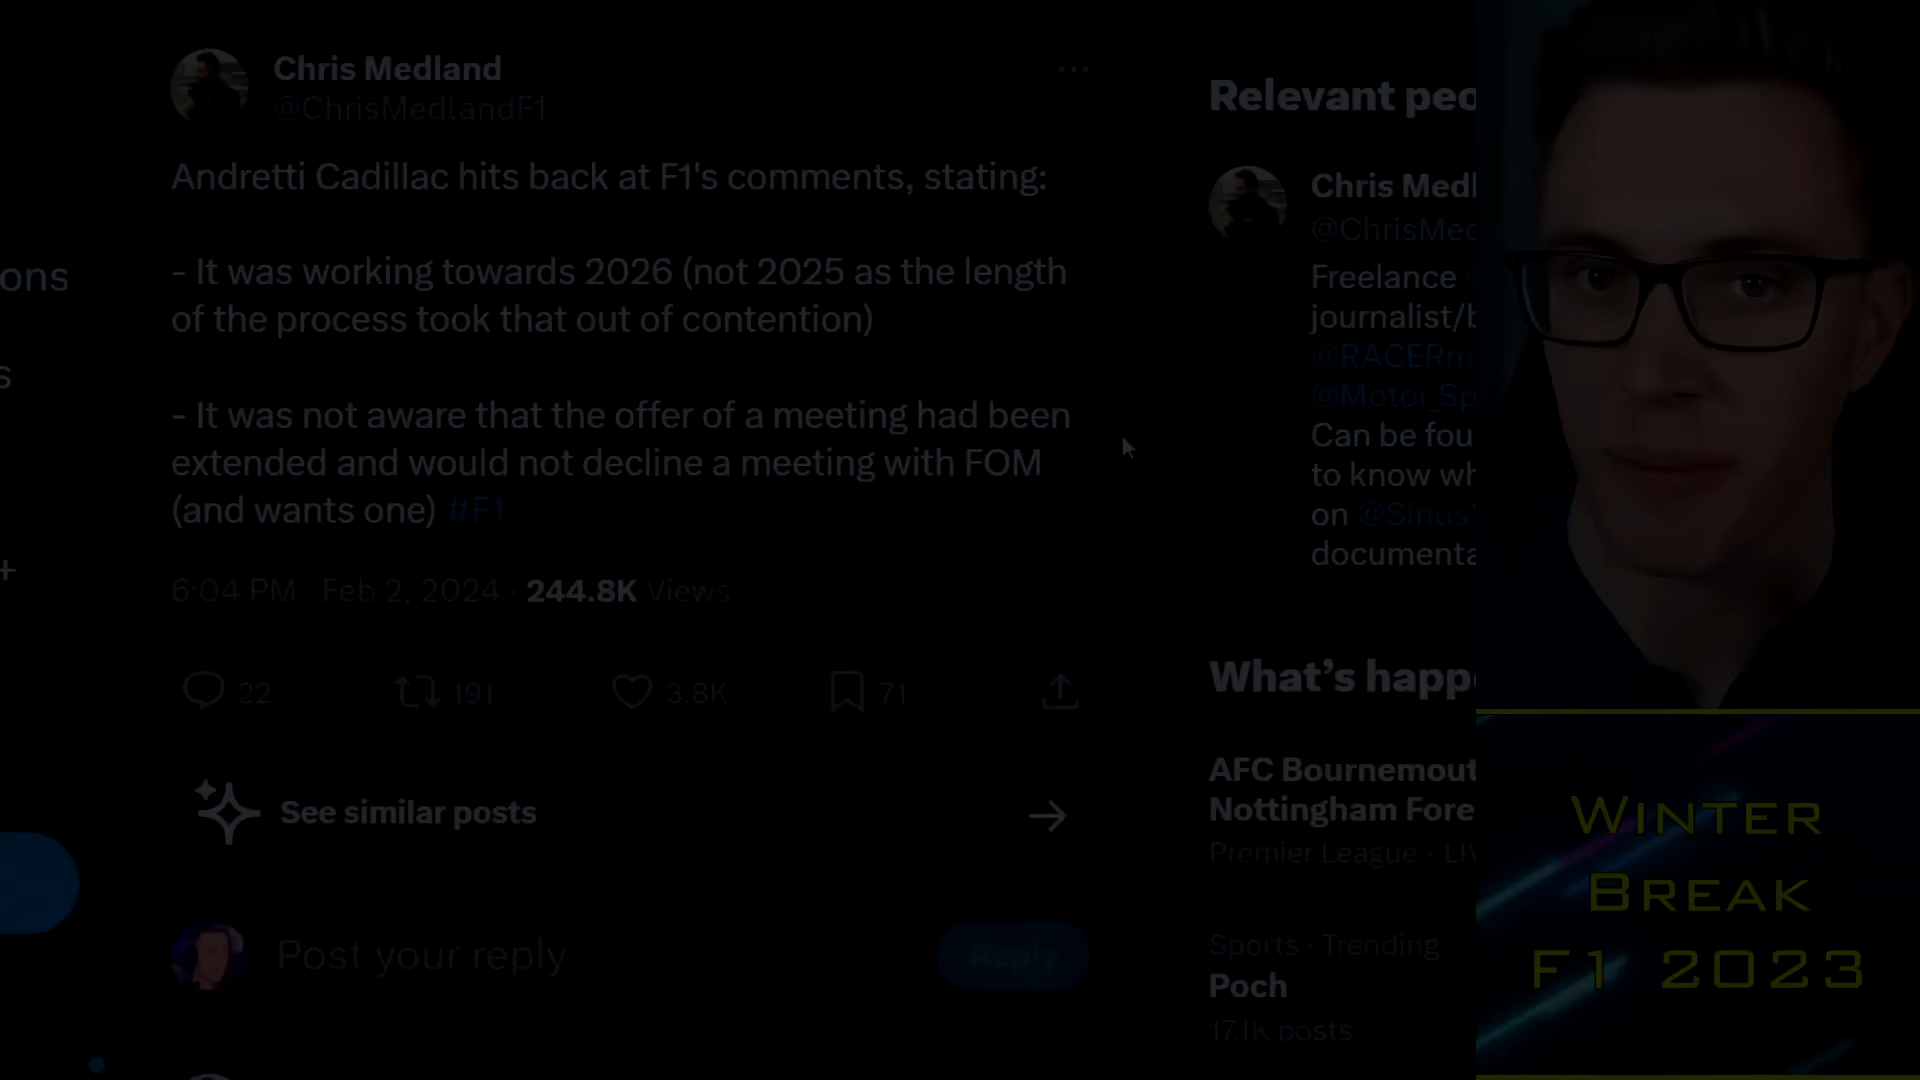 Chris Medland
@ChrisMedlandF1
Andretti Cadillac hits back at F1's comments, stating:
- It was working towards 2026 (not 2025 as the length
of the process took that out of contention)
- It was not aware that the offer of a meeting had been
extended and would not decline a meeting with FOM
(and wants one) #F1
6:04 PM · Feb 2, 2024 · 244.8K Views
22 191 3.8K 71
See similar posts
Post your reply
Reply
ons
s
+
Relevant peo
Chris Medl
@ChrisMed
Freelance
journalist/b
@RACERm
@Motor_Sp
Can be fou
to know wh
on @Sirius
documenta
What's happ
AFC Bournemout
Nottingham Fore
Premier League · LIV
Sports · Trending
Poch
17.1K posts
Winter
Break
F1 2023